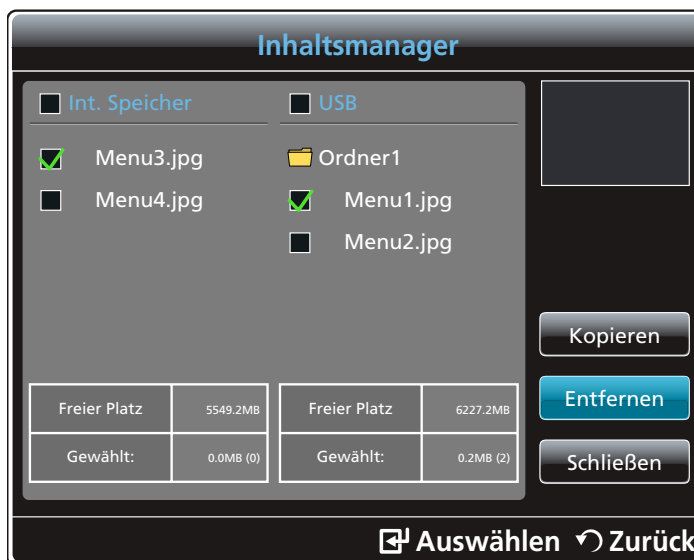 Inhaltsmanager
Int. Speicher
USB
Menu3.jpg
Ordner1
Menu4.jpg
Menu1.jpg
Menu2.jpg
Kopieren
Entfernen
Schließen
Freier Platz 5549.2MB
Gewählt: 0.0MB (0)
Freier Platz 6227.2MB
Gewählt: 0.2MB (2)
Auswählen Zurück